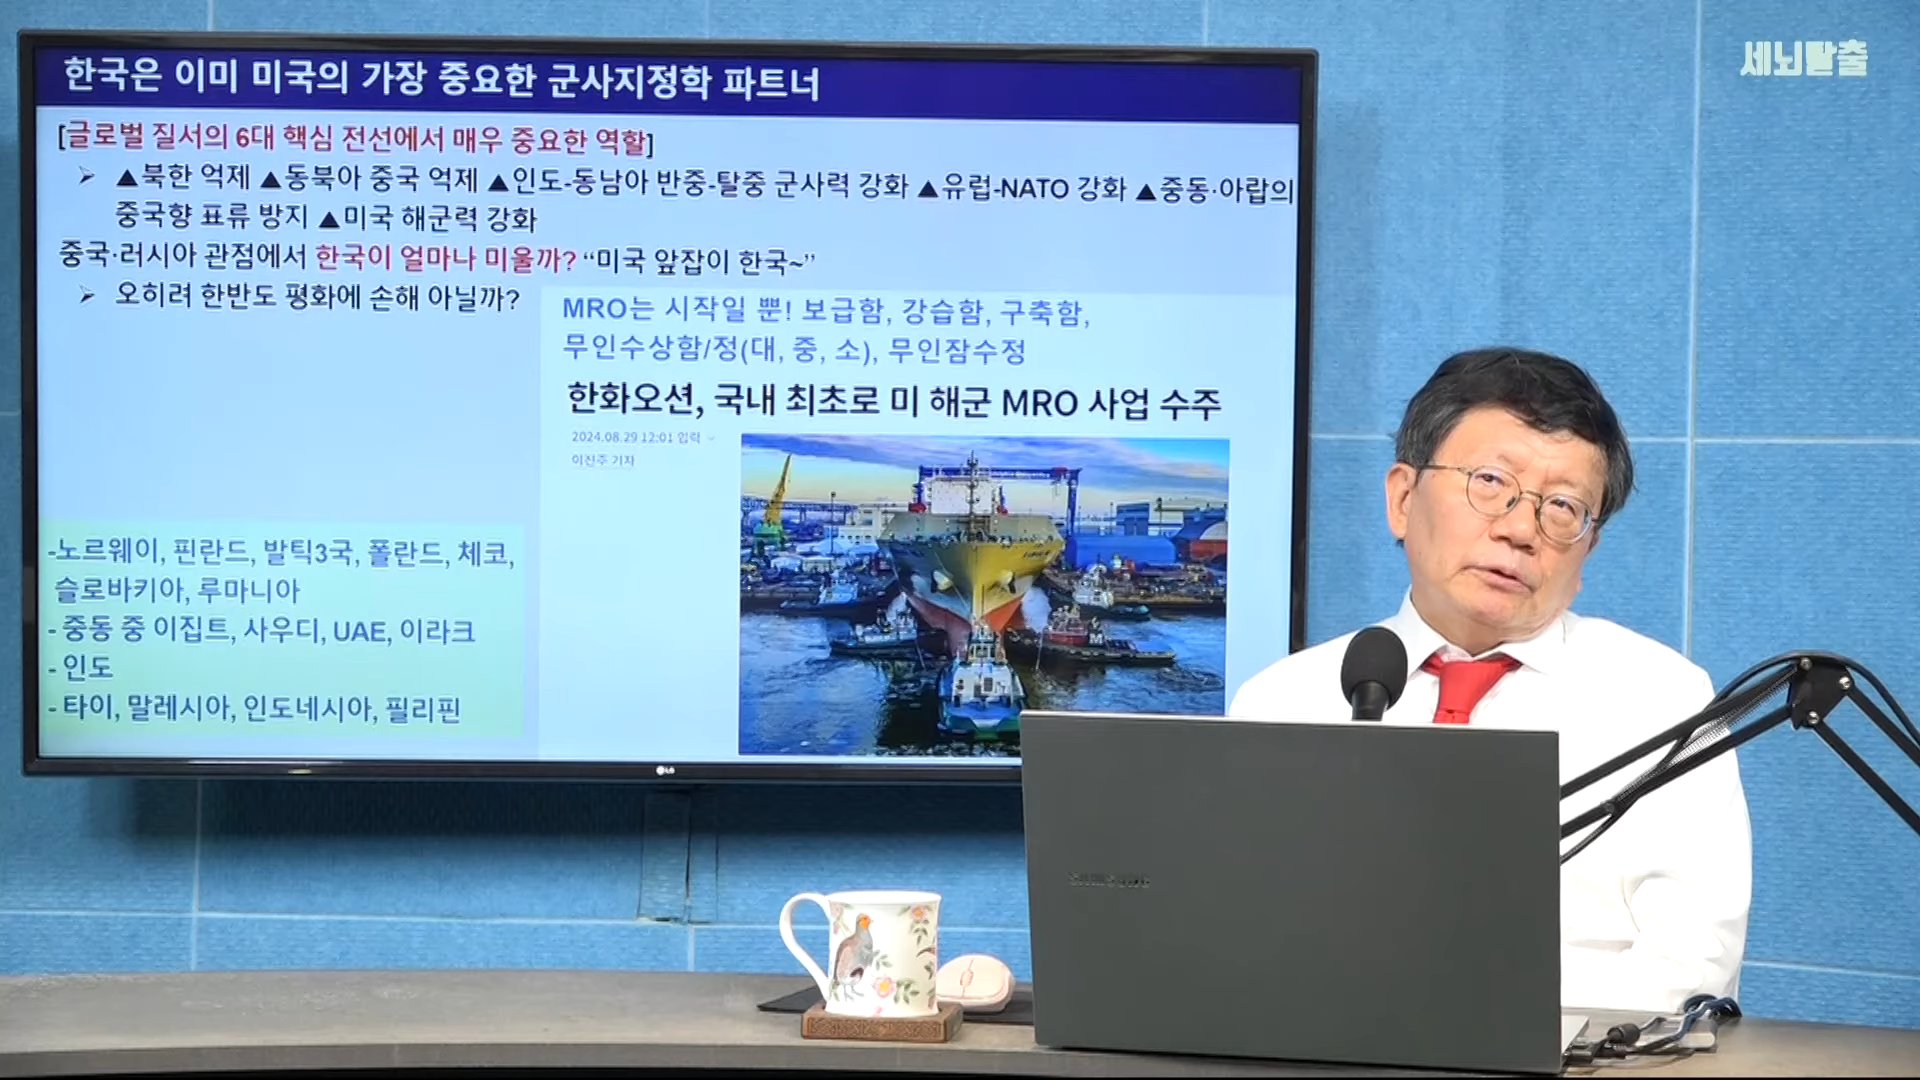 세뇌탈출
한국은 이미 미국의 가장 중요한 군사지정학 파트너
[글로벌 질서의 6대 핵심 전선에서 매우 중요한 역할]
➢ ▲북한 억제 ▲동북아 중국 억제 ▲인도-동남아 반중-탈중 군사력 강화 ▲유럽-NATO 강화 ▲중동·아랍의
중국향 표류 방지 ▲미국 해군력 강화
중국·러시아 관점에서 한국이 얼마나 미울까? “미국 앞잡이 한국~”
➢ 오히려 한반도 평화에 손해 아닐까?
MRO는 시작일 뿐! 보급함, 강습함, 구축함,
무인수상함/정(대, 중, 소), 무인잠수정
한화오션, 국내 최초로 미 해군 MRO 사업 수주
2024.08.29 12:01 입력
이진주 기자
-노르웨이, 핀란드, 발틱3국, 폴란드, 체코,
슬로바키아, 루마니아
- 중동 중 이집트, 사우디, UAE, 이라크
- 인도
- 타이, 말레시아, 인도네시아, 필리핀
LG
SAMSUNG